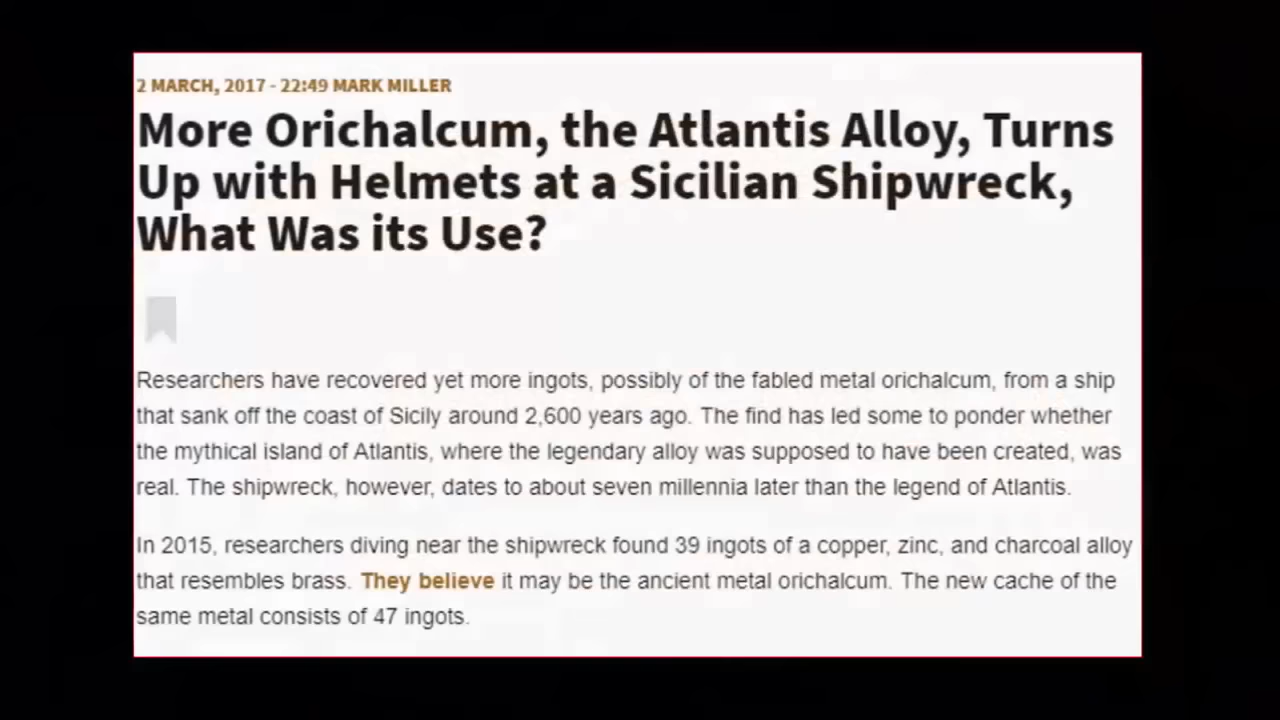 2 MARCH, 2017 - 22:49 MARK MILLER
More Orichalcum, the Atlantis Alloy, Turns
Up with Helmets at a Sicilian Shipwreck,
What Was its Use?
Researchers have recovered yet more ingots, possibly of the fabled metal orichalcum, from a ship
that sank off the coast of Sicily around 2,600 years ago. The find has led some to ponder whether
the mythical island of Atlantis, where the legendary alloy was supposed to have been created, was
real. The shipwreck, however, dates to about seven millennia later than the legend of Atlantis.
In 2015, researchers diving near the shipwreck found 39 ingots of a copper, zinc, and charcoal alloy
that resembles brass. They believe it may be the ancient metal orichalcum. The new cache of the
same metal consists of 47 ingots.